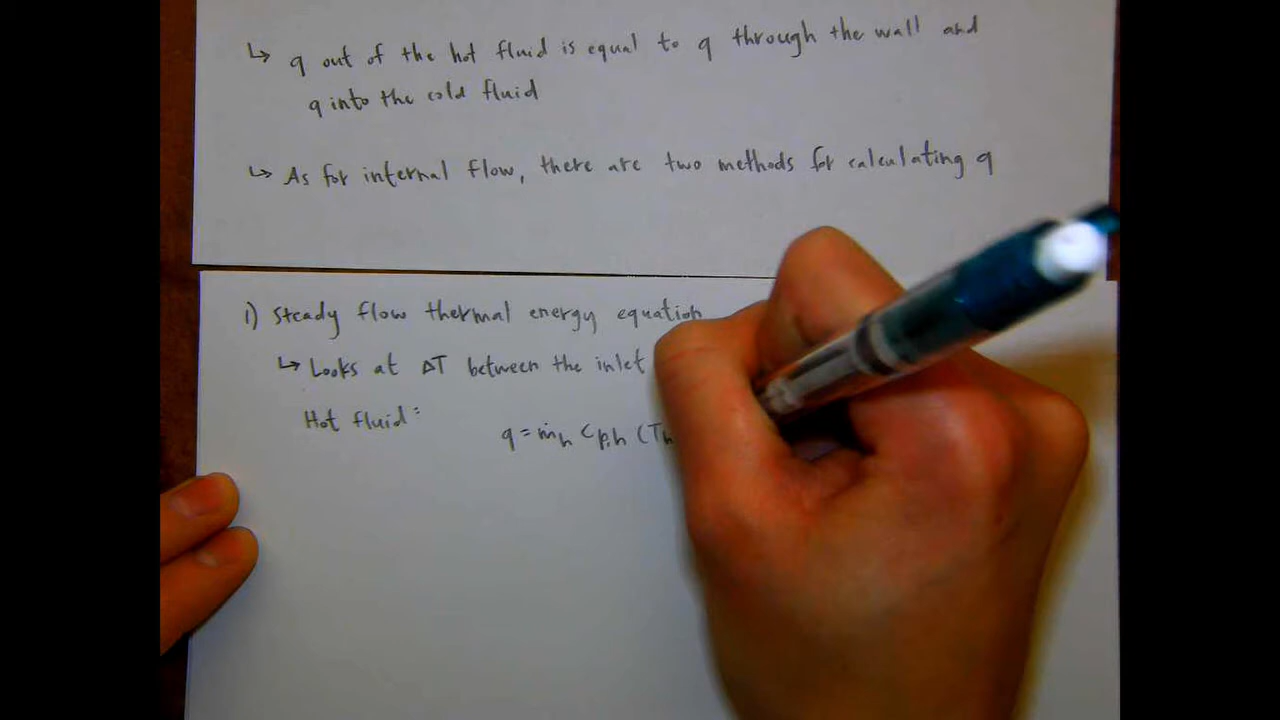 ↳ q out of the hot fluid is equal to q through the wall and
q into the cold fluid
↳ As for internal flow, there are two methods for calculating q
1) Steady flow thermal energy equation
↳ Looks at ΔT between the inlet
Hot fluid:
q = ṁₕ Cp,h (Th